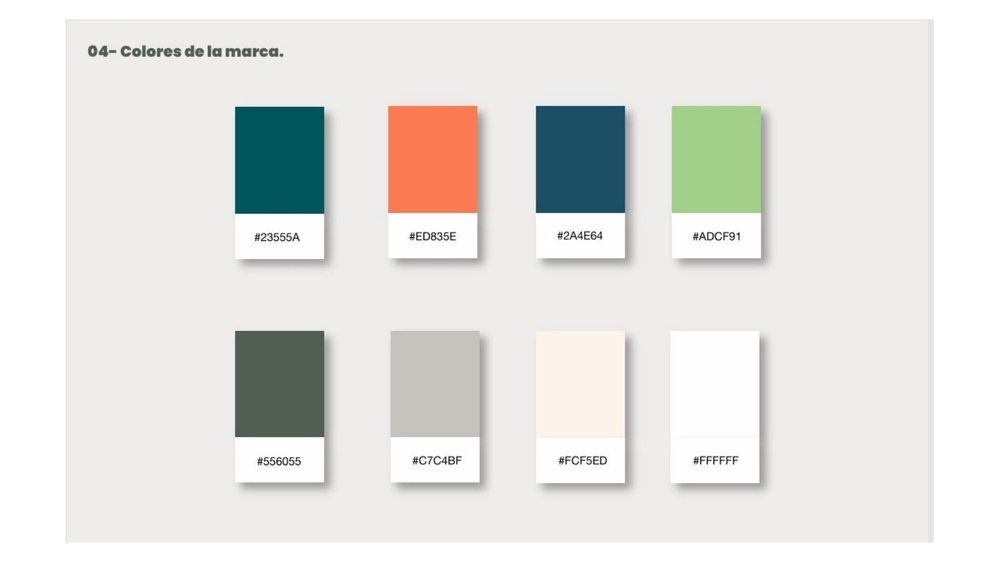 04- Colores de la marca.
#23555A
#ED835E
#2A4E64
#ADCF91
#556055
#C7C4BF
#FCF5ED
#FFFFFF